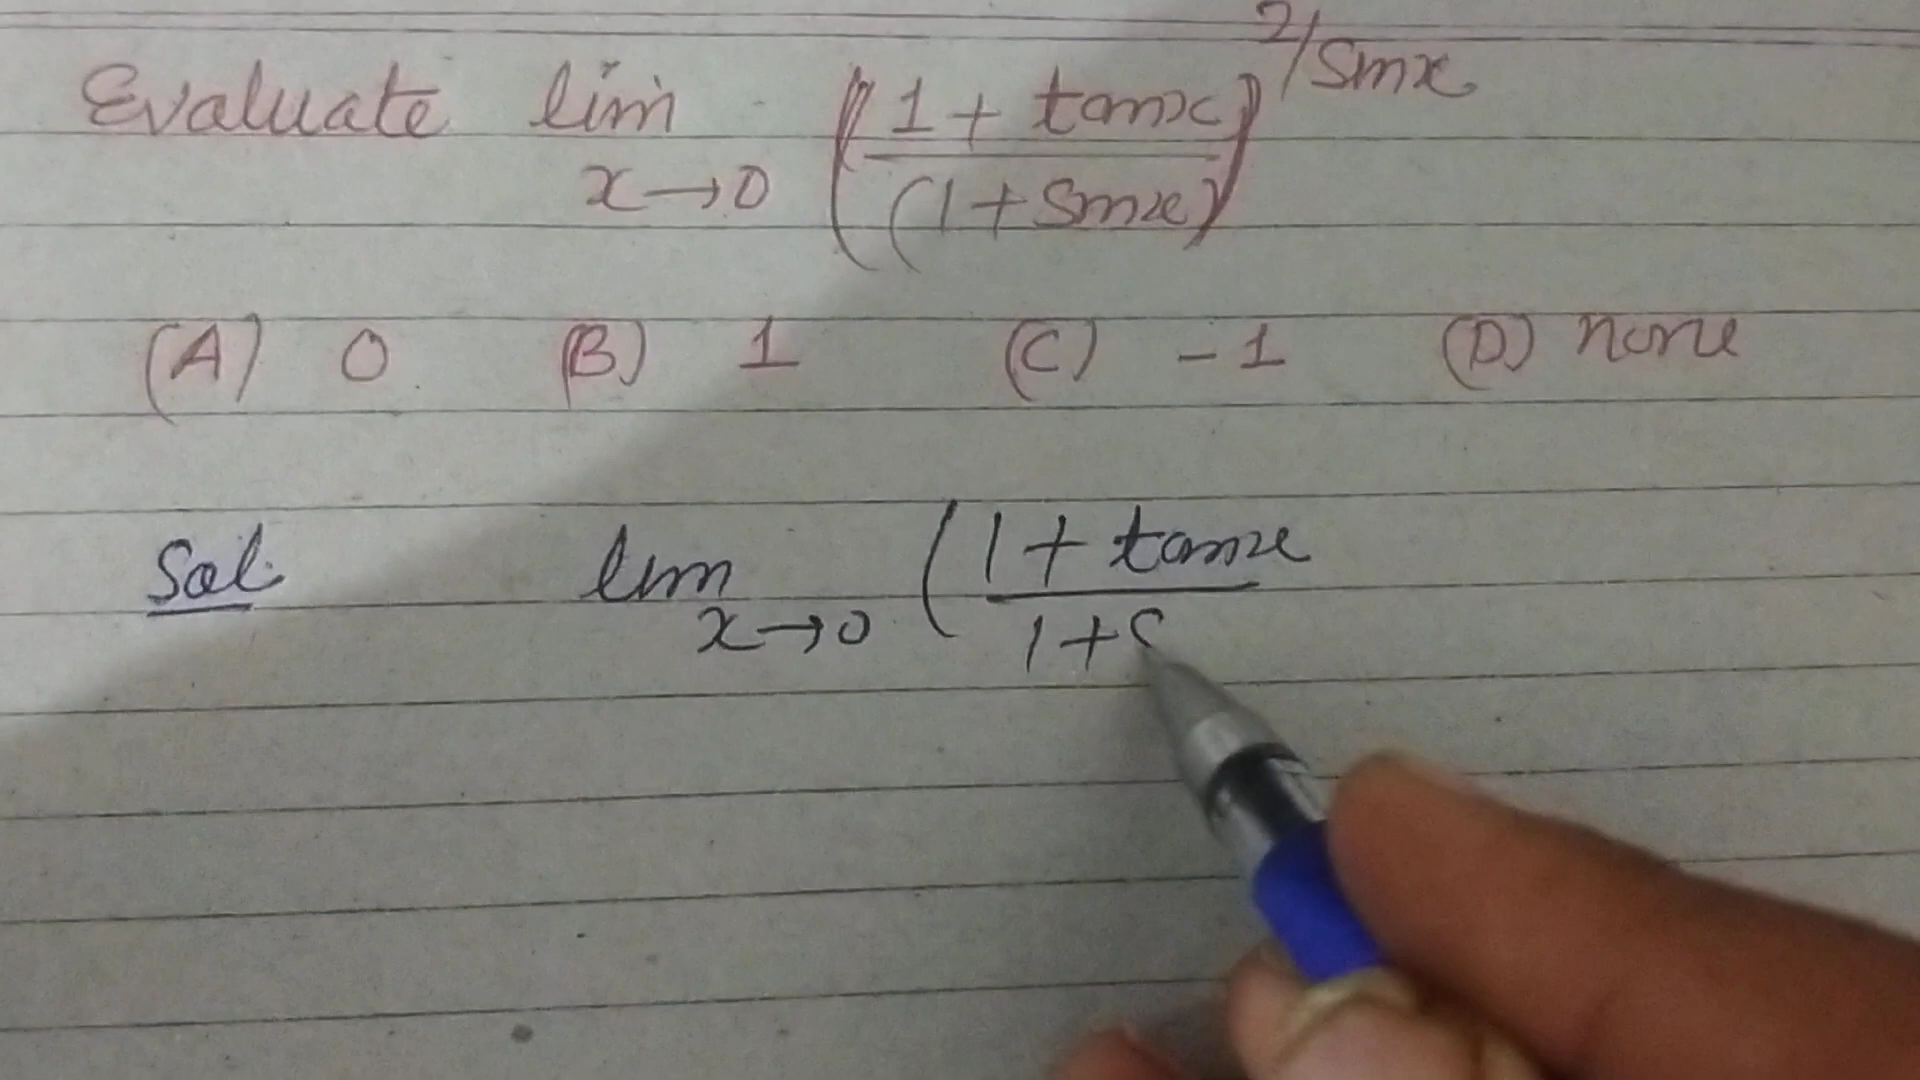 Evaluate lim x→0 ((1 + tanx)/(1 + sinx))^2/sinx
(A) 0 (B) 1 (C) -1 (D) none
Sol. lim x→0 (1 + tanx / 1 + s